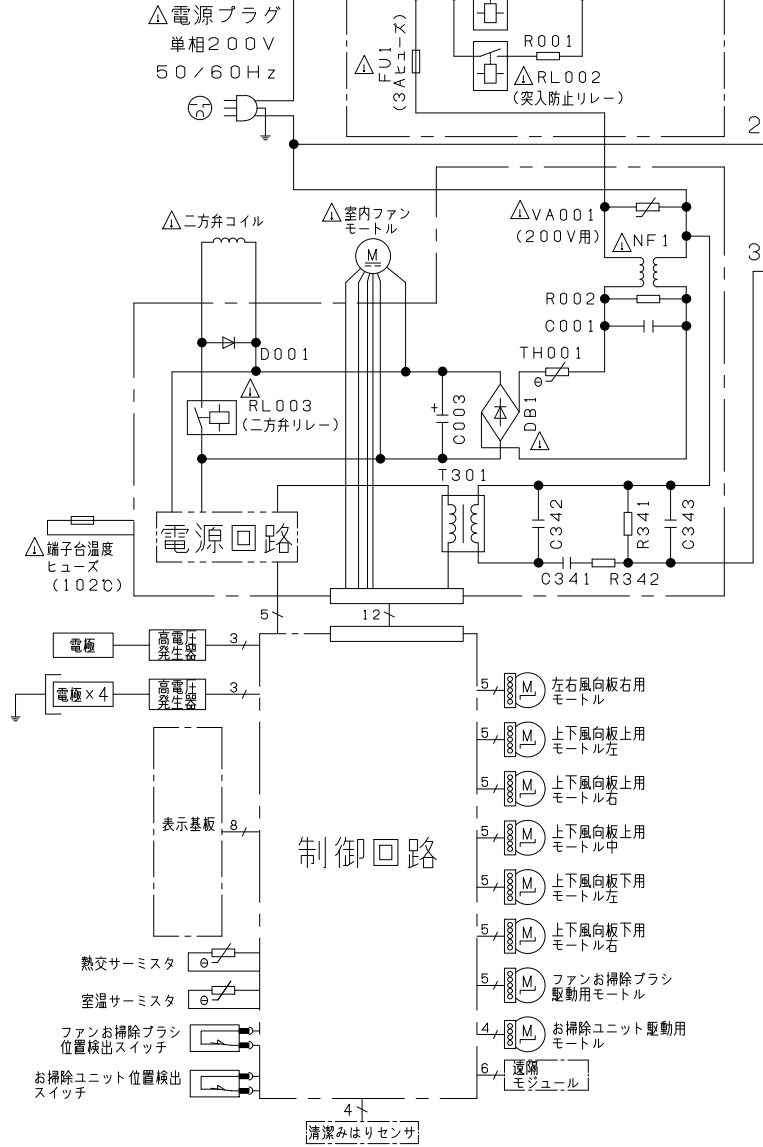 ⚠電源プラグ
単相200V
50/60Hz
⚠FU1
(3Aヒューズ)
R001
⚠RL002
(突入防止リレー)
2
⚠二方弁コイル
⚠室内ファン
モートル
M
⚠VA001
(200V用)
⚠NF1
3
R002
C001
D001
TH001
θ
⚠
RL003
(二方弁リレー)
+
C003
DB1
⚠
T301
電源回路
C342
R341
C343
C341
R342
⚠端子台温度
ヒューズ
(102℃)
5
12
電極
高電圧
発生器
3
電極×4
高電圧
発生器
3
表示基板
8
制御回路
熱交サーミスタ
θ
室温サーミスタ
θ
ファンお掃除ブラシ
位置検出スイッチ
お掃除ユニット位置検出
スイッチ
5
M
左右風向板右用
モートル
5
M
上下風向板上用
モートル左
5
M
上下風向板上用
モートル右
5
M
上下風向板上用
モートル中
5
M
上下風向板下用
モートル左
5
M
上下風向板下用
モートル右
5
M
ファンお掃除ブラシ
駆動用モートル
4
M
お掃除ユニット駆動用
モートル
6
遠隔
モジュール
4
清潔みはりセンサ